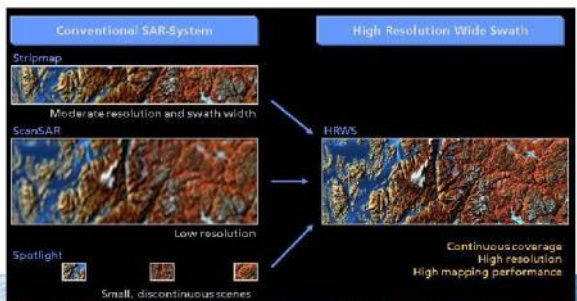 Conventional SAR-System
High Resolution Wide Swath
Stripmap
Moderate resolution and swath width
ScanSAR
Low resolution
Spotlight
Small, discontinuous scenes
HRWS
Continuous coverage
High resolution
High mapping performance